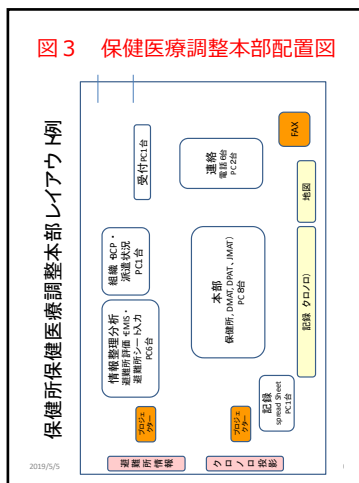 図3 保健医療調整本部配置図
保健所保健医療調整本部レイアウト例
受付PC1台
連絡
電話6台
PC2台
FAX
組織・BCP・
派遣状況
PC1台
地図
情報整理分析
避難所評価・EMIS・
避難所シート入力
PC6台
本部
保健所, DMAT, DPAT, JMAT)
PC 8台
記録 クロノロ)
プロジェクター
プロジェクター
記録
spread Sheet
PC1台
避難所情報
クロノロ投影
2019/5/5